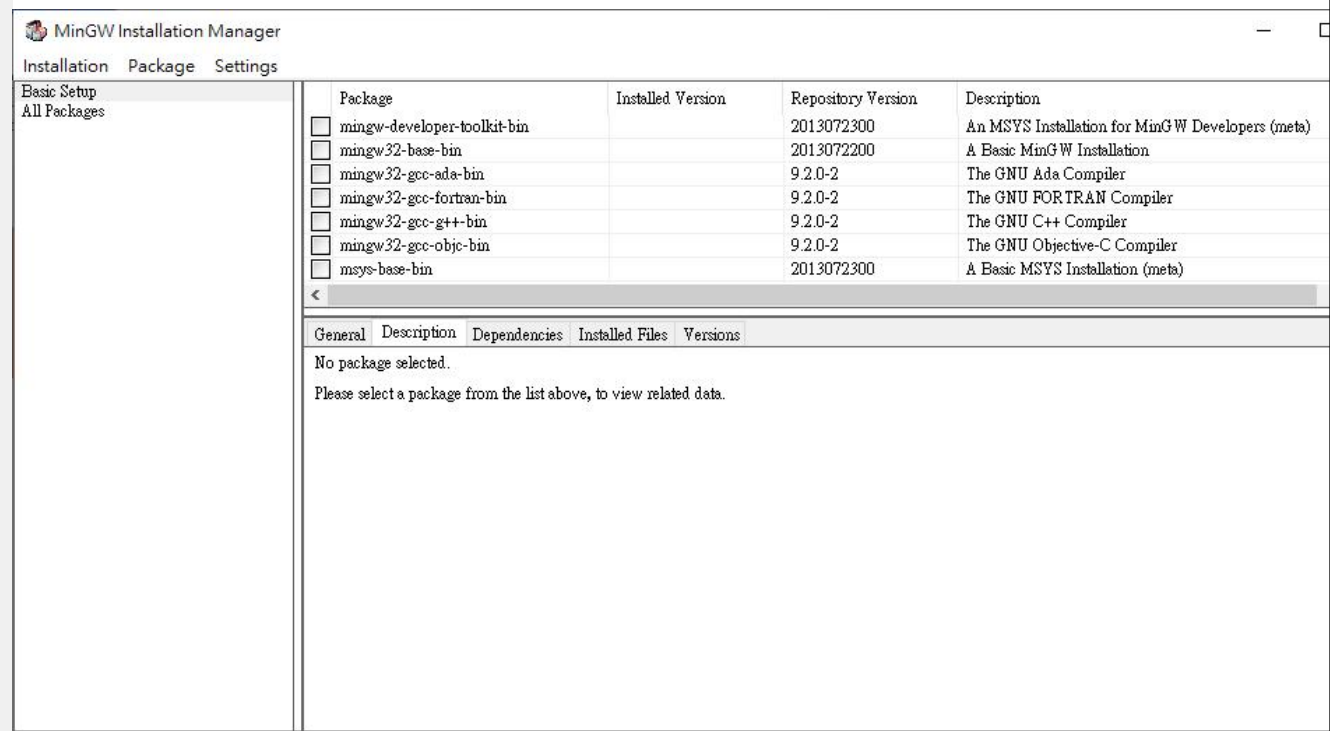 MinGW Installation Manager
Installation Package Settings
Basic Setup
All Packages
Package Installed Version Repository Version Description
mingw-developer-toolkit-bin 2013072300 An MSYS Installation for MinGW Developers (meta)
mingw32-base-bin 2013072200 A Basic MinGW Installation
mingw32-gcc-ada-bin 9.2.0-2 The GNU Ada Compiler
mingw32-gcc-fortran-bin 9.2.0-2 The GNU FORTRAN Compiler
mingw32-gcc-g++-bin 9.2.0-2 The GNU C++ Compiler
mingw32-gcc-objc-bin 9.2.0-2 The GNU Objective-C Compiler
msys-base-bin 2013072300 A Basic MSYS Installation (meta)
General Description Dependencies Installed Files Versions
No package selected.
Please select a package from the list above, to view related data.